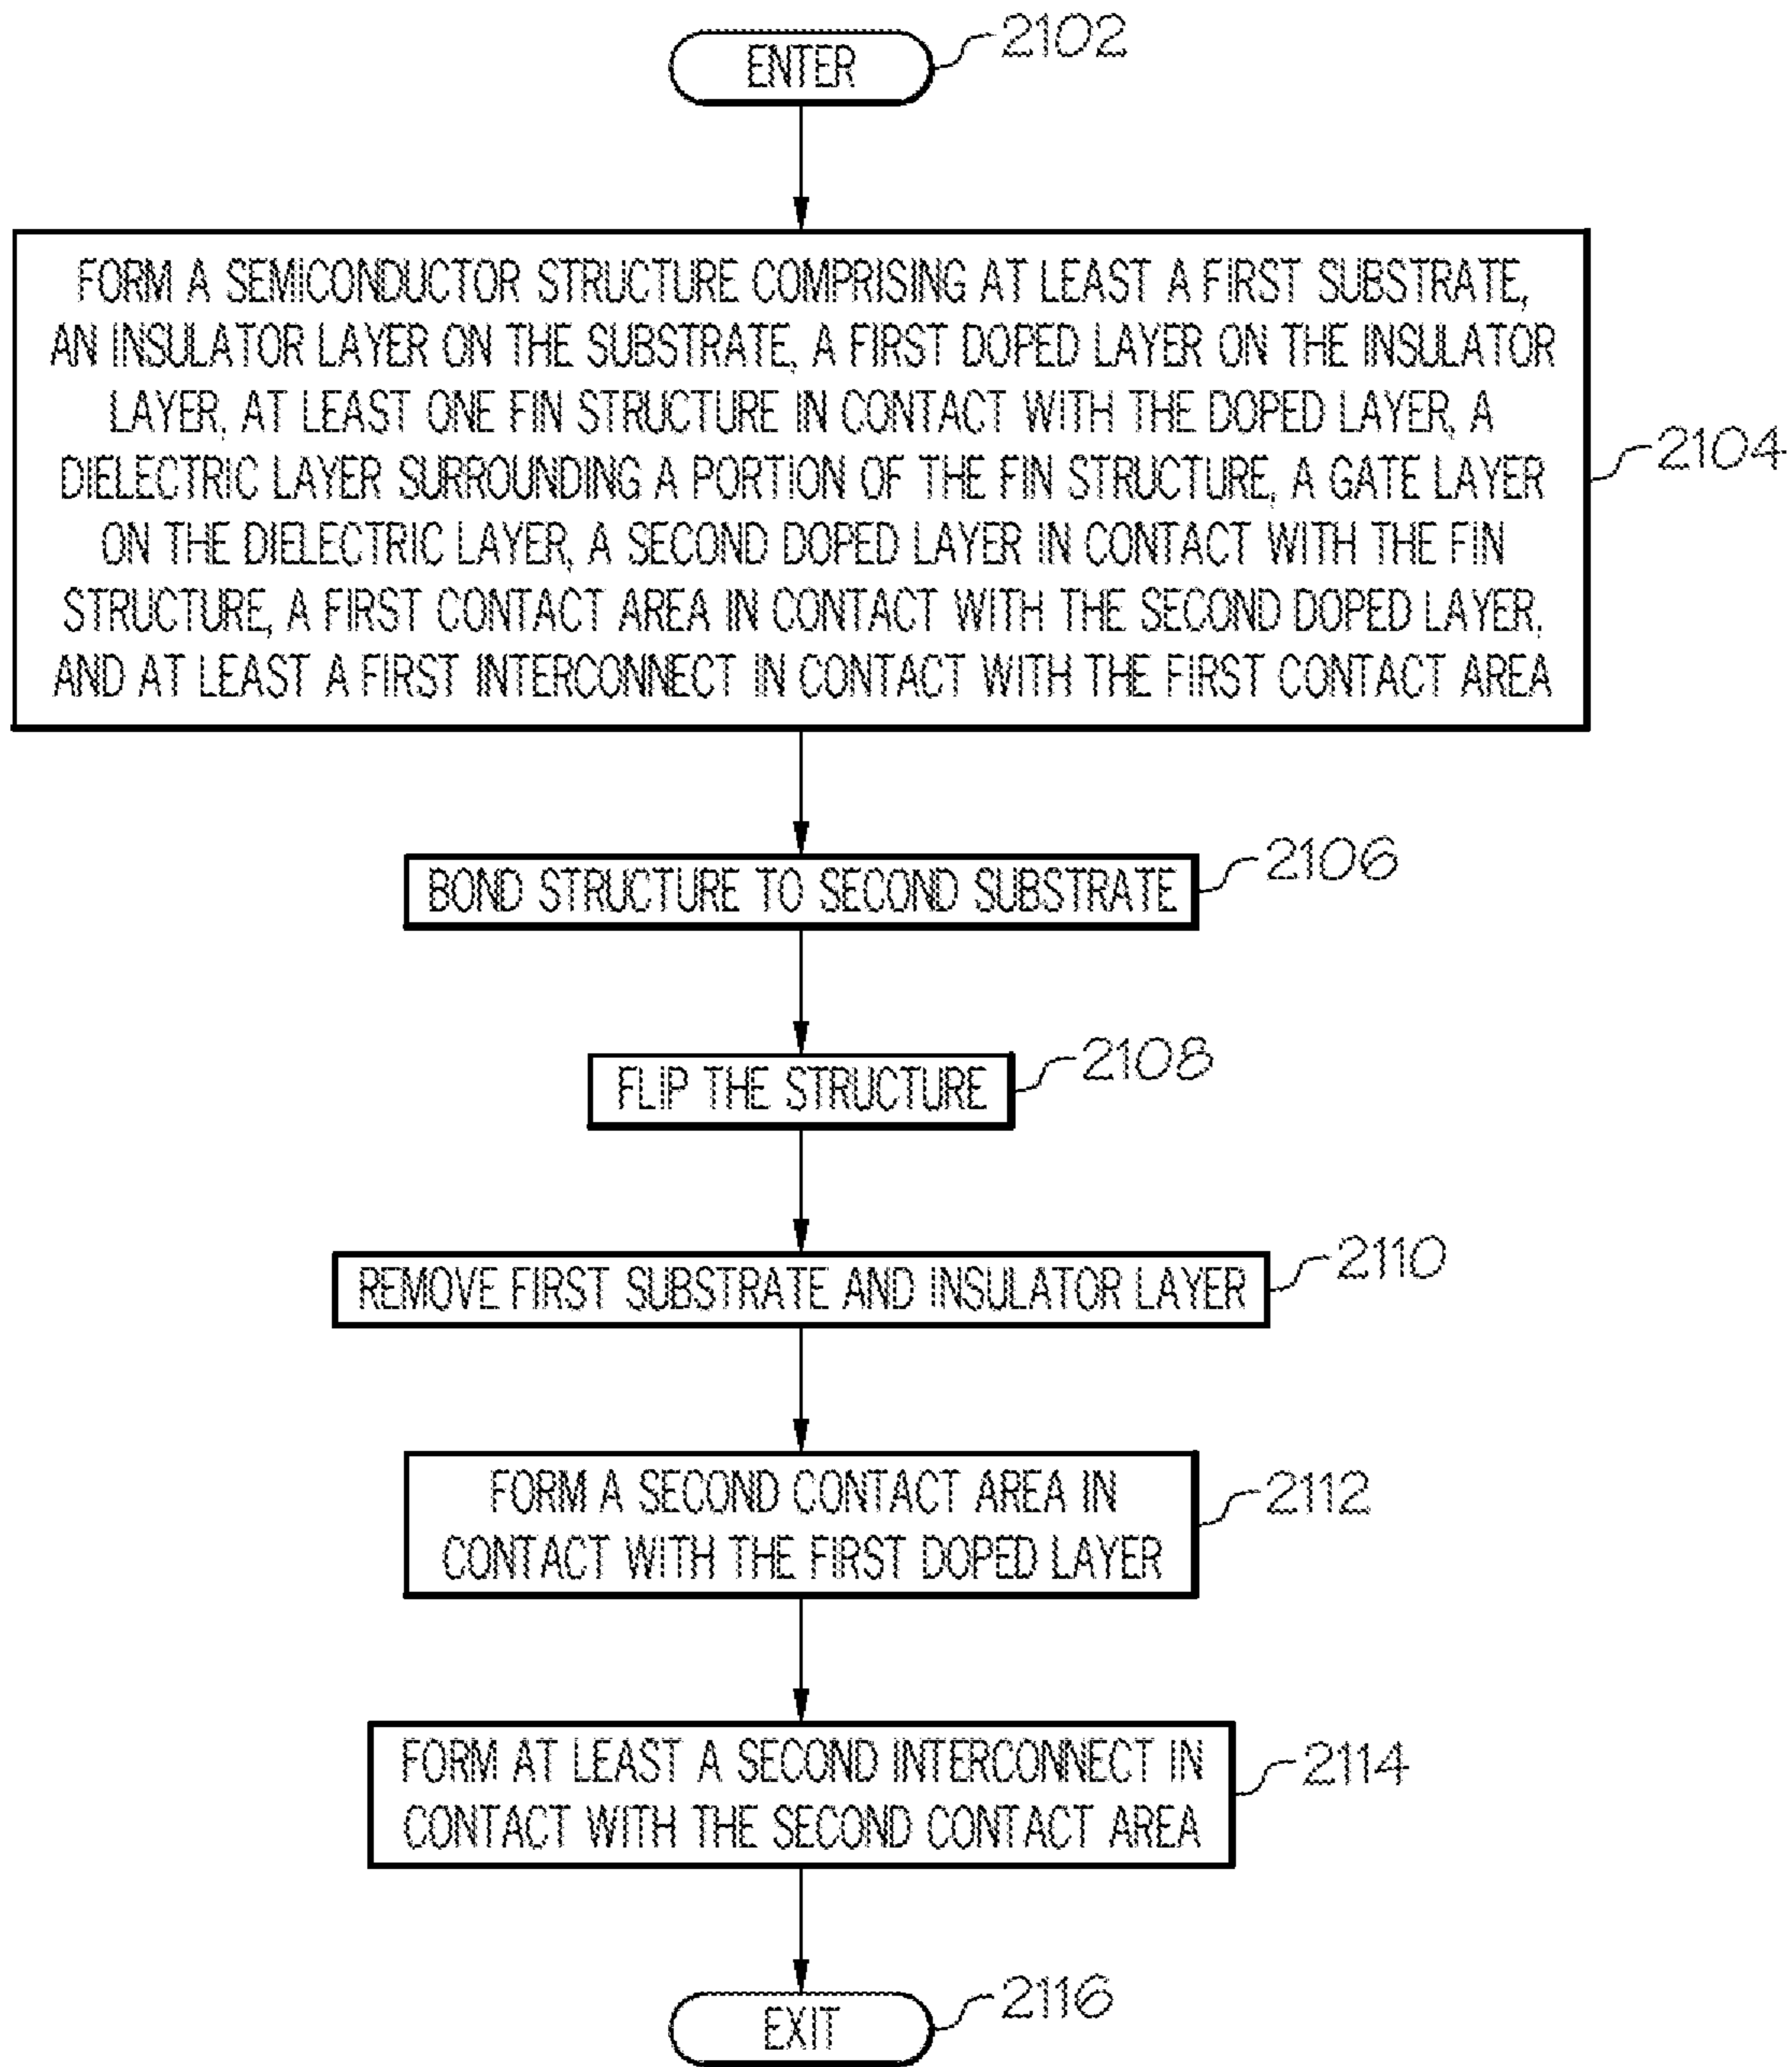 ENTER
2102
FORM A SEMICONDUCTOR STRUCTURE COMPRISING AT LEAST A FIRST SUBSTRATE,
AN INSULATOR LAYER ON THE SUBSTRATE, A FIRST DOPED LAYER ON THE INSULATOR
LAYER, AT LEAST ONE FIN STRUCTURE IN CONTACT WITH THE DOPED LAYER, A
DIELECTRIC LAYER SURROUNDING A PORTION OF THE FIN STRUCTURE, A GATE LAYER
ON THE DIELECTRIC LAYER, A SECOND DOPED LAYER IN CONTACT WITH THE FIN
STRUCTURE, A FIRST CONTACT AREA IN CONTACT WITH THE SECOND DOPED LAYER,
AND AT LEAST A FIRST INTERCONNECT IN CONTACT WITH THE FIRST CONTACT AREA
2104
BOND STRUCTURE TO SECOND SUBSTRATE
2106
FLIP THE STRUCTURE
2108
REMOVE FIRST SUBSTRATE AND INSULATOR LAYER
2110
FORM A SECOND CONTACT AREA IN
CONTACT WITH THE FIRST DOPED LAYER
2112
FORM AT LEAST A SECOND INTERCONNECT IN
CONTACT WITH THE SECOND CONTACT AREA
2114
EXIT
2116